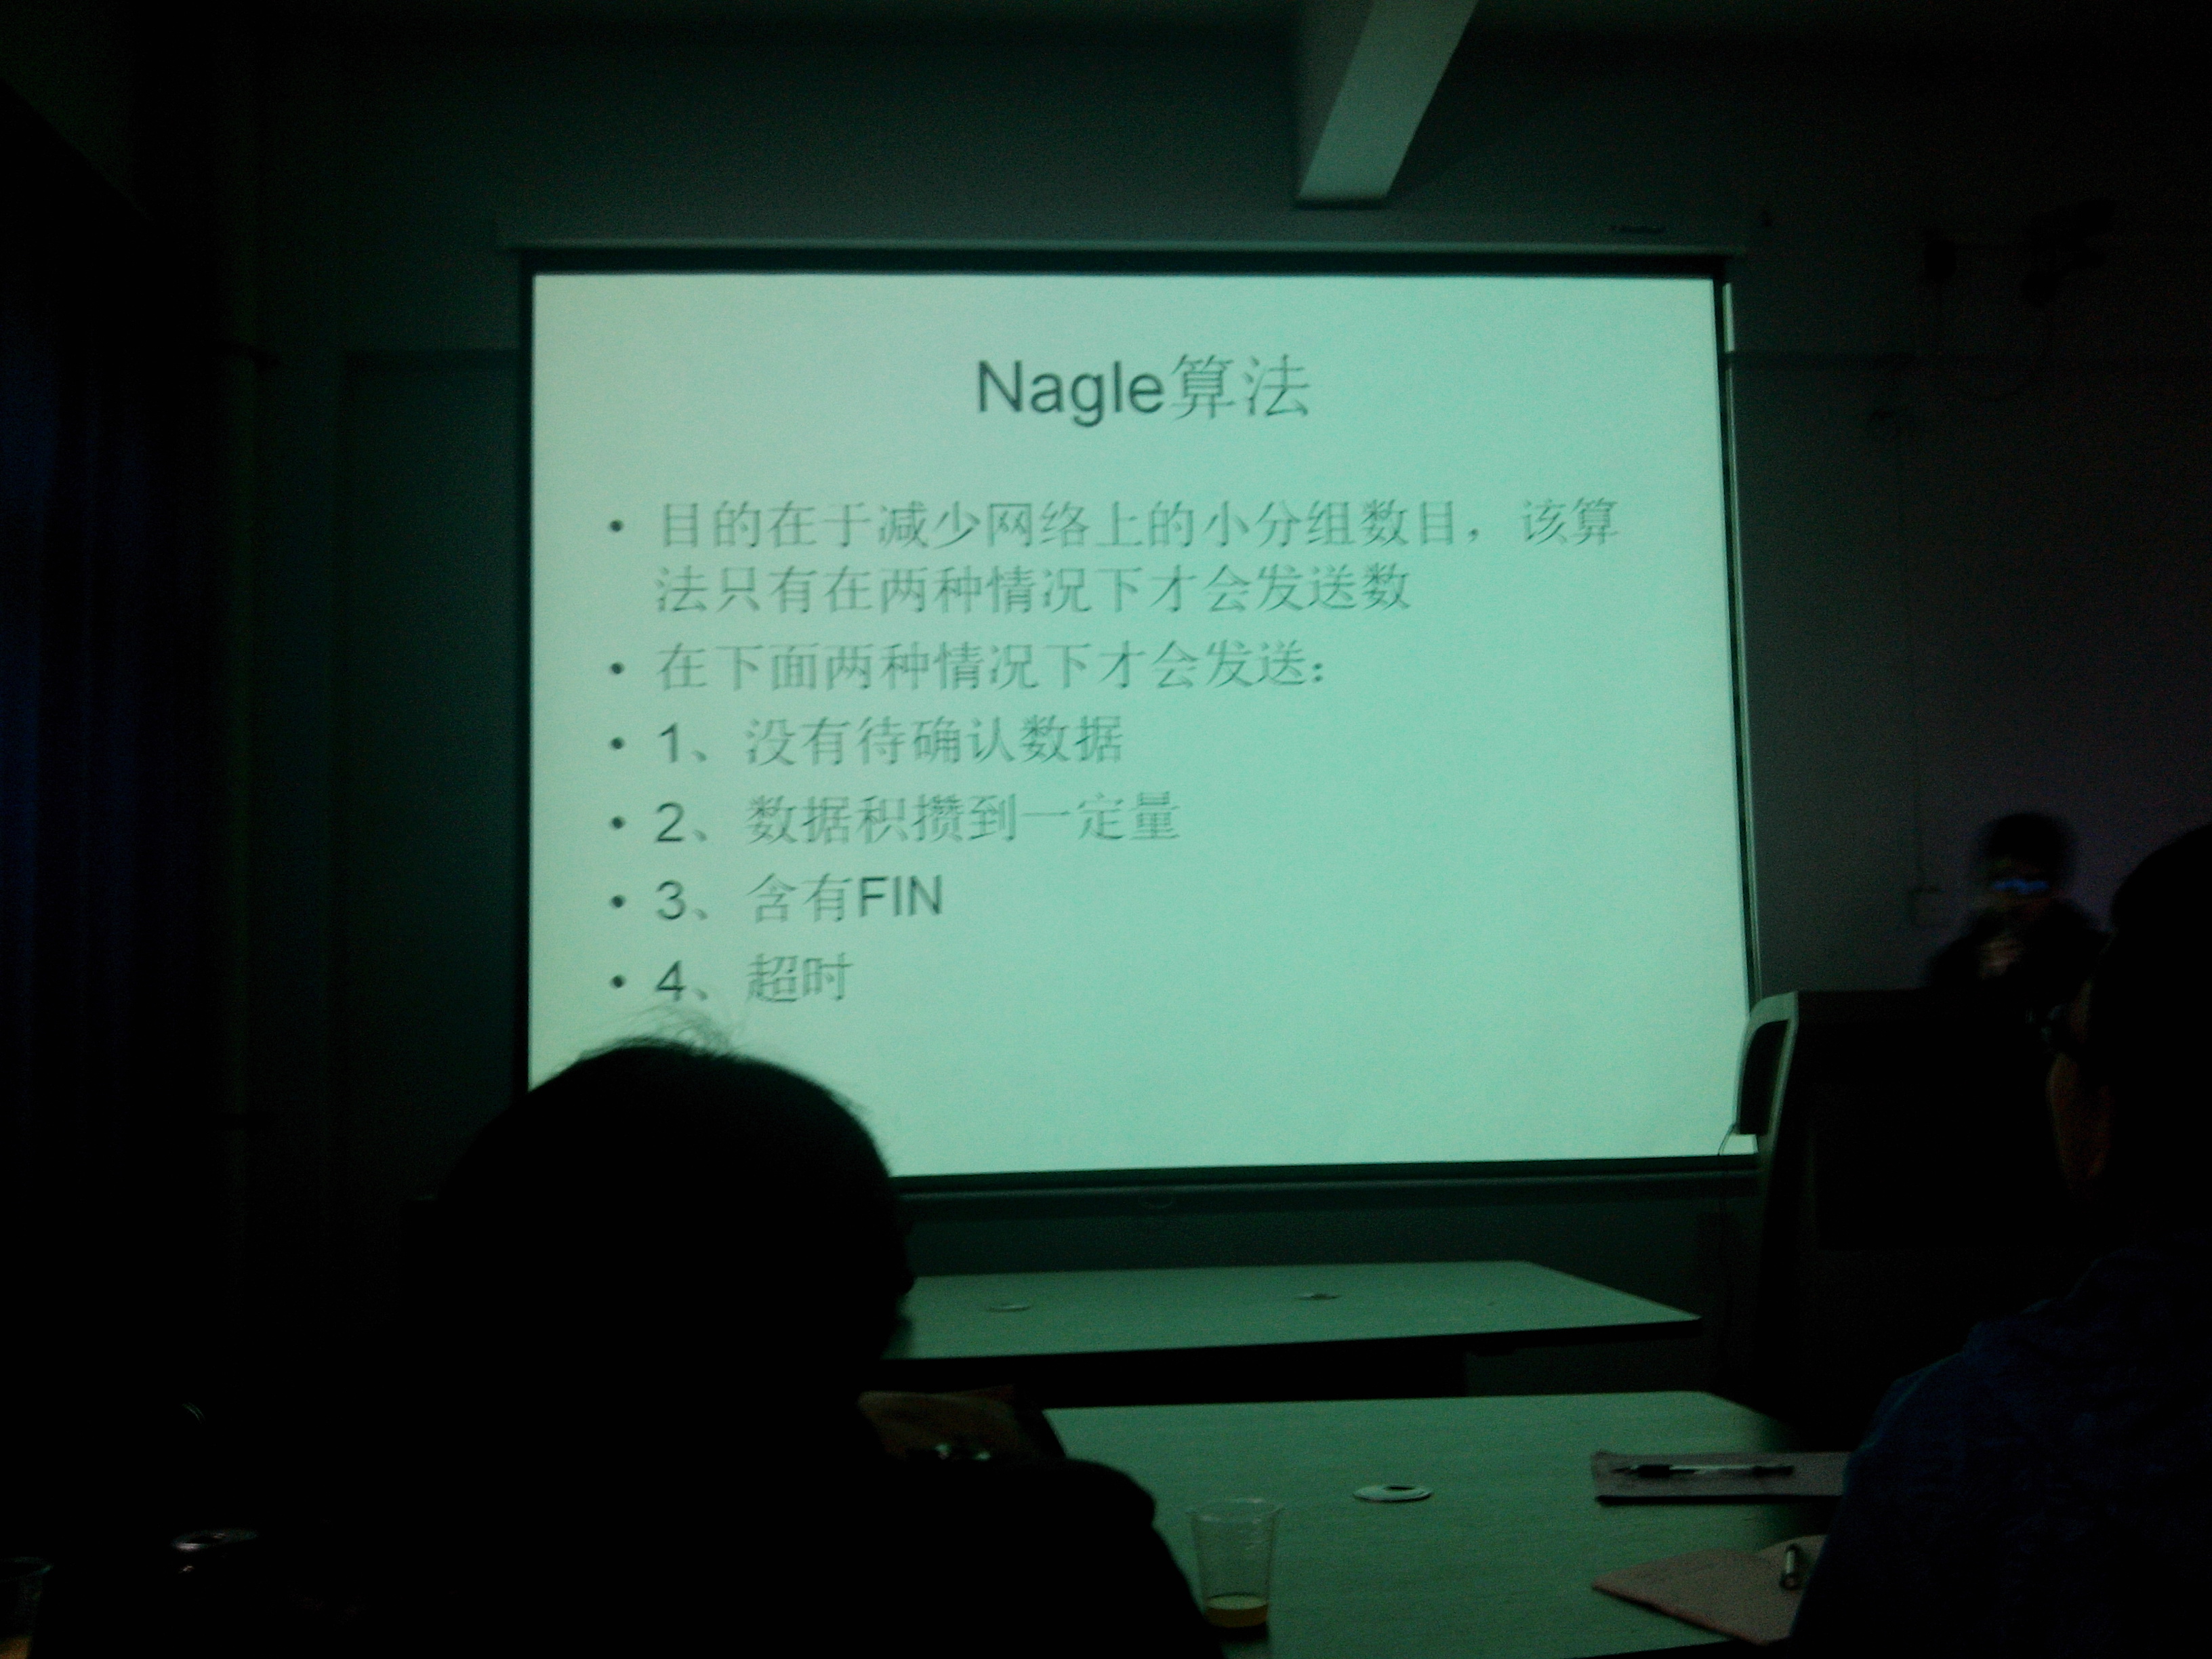 Nagle算法
• 目的在于减少网络上的小分组数目，该算
法只有在两种情况下才会发送数
• 在下面两种情况下才会发送：
• 1、没有待确认数据
• 2、数据积攒到一定量
• 3、含有FIN
• 4、超时